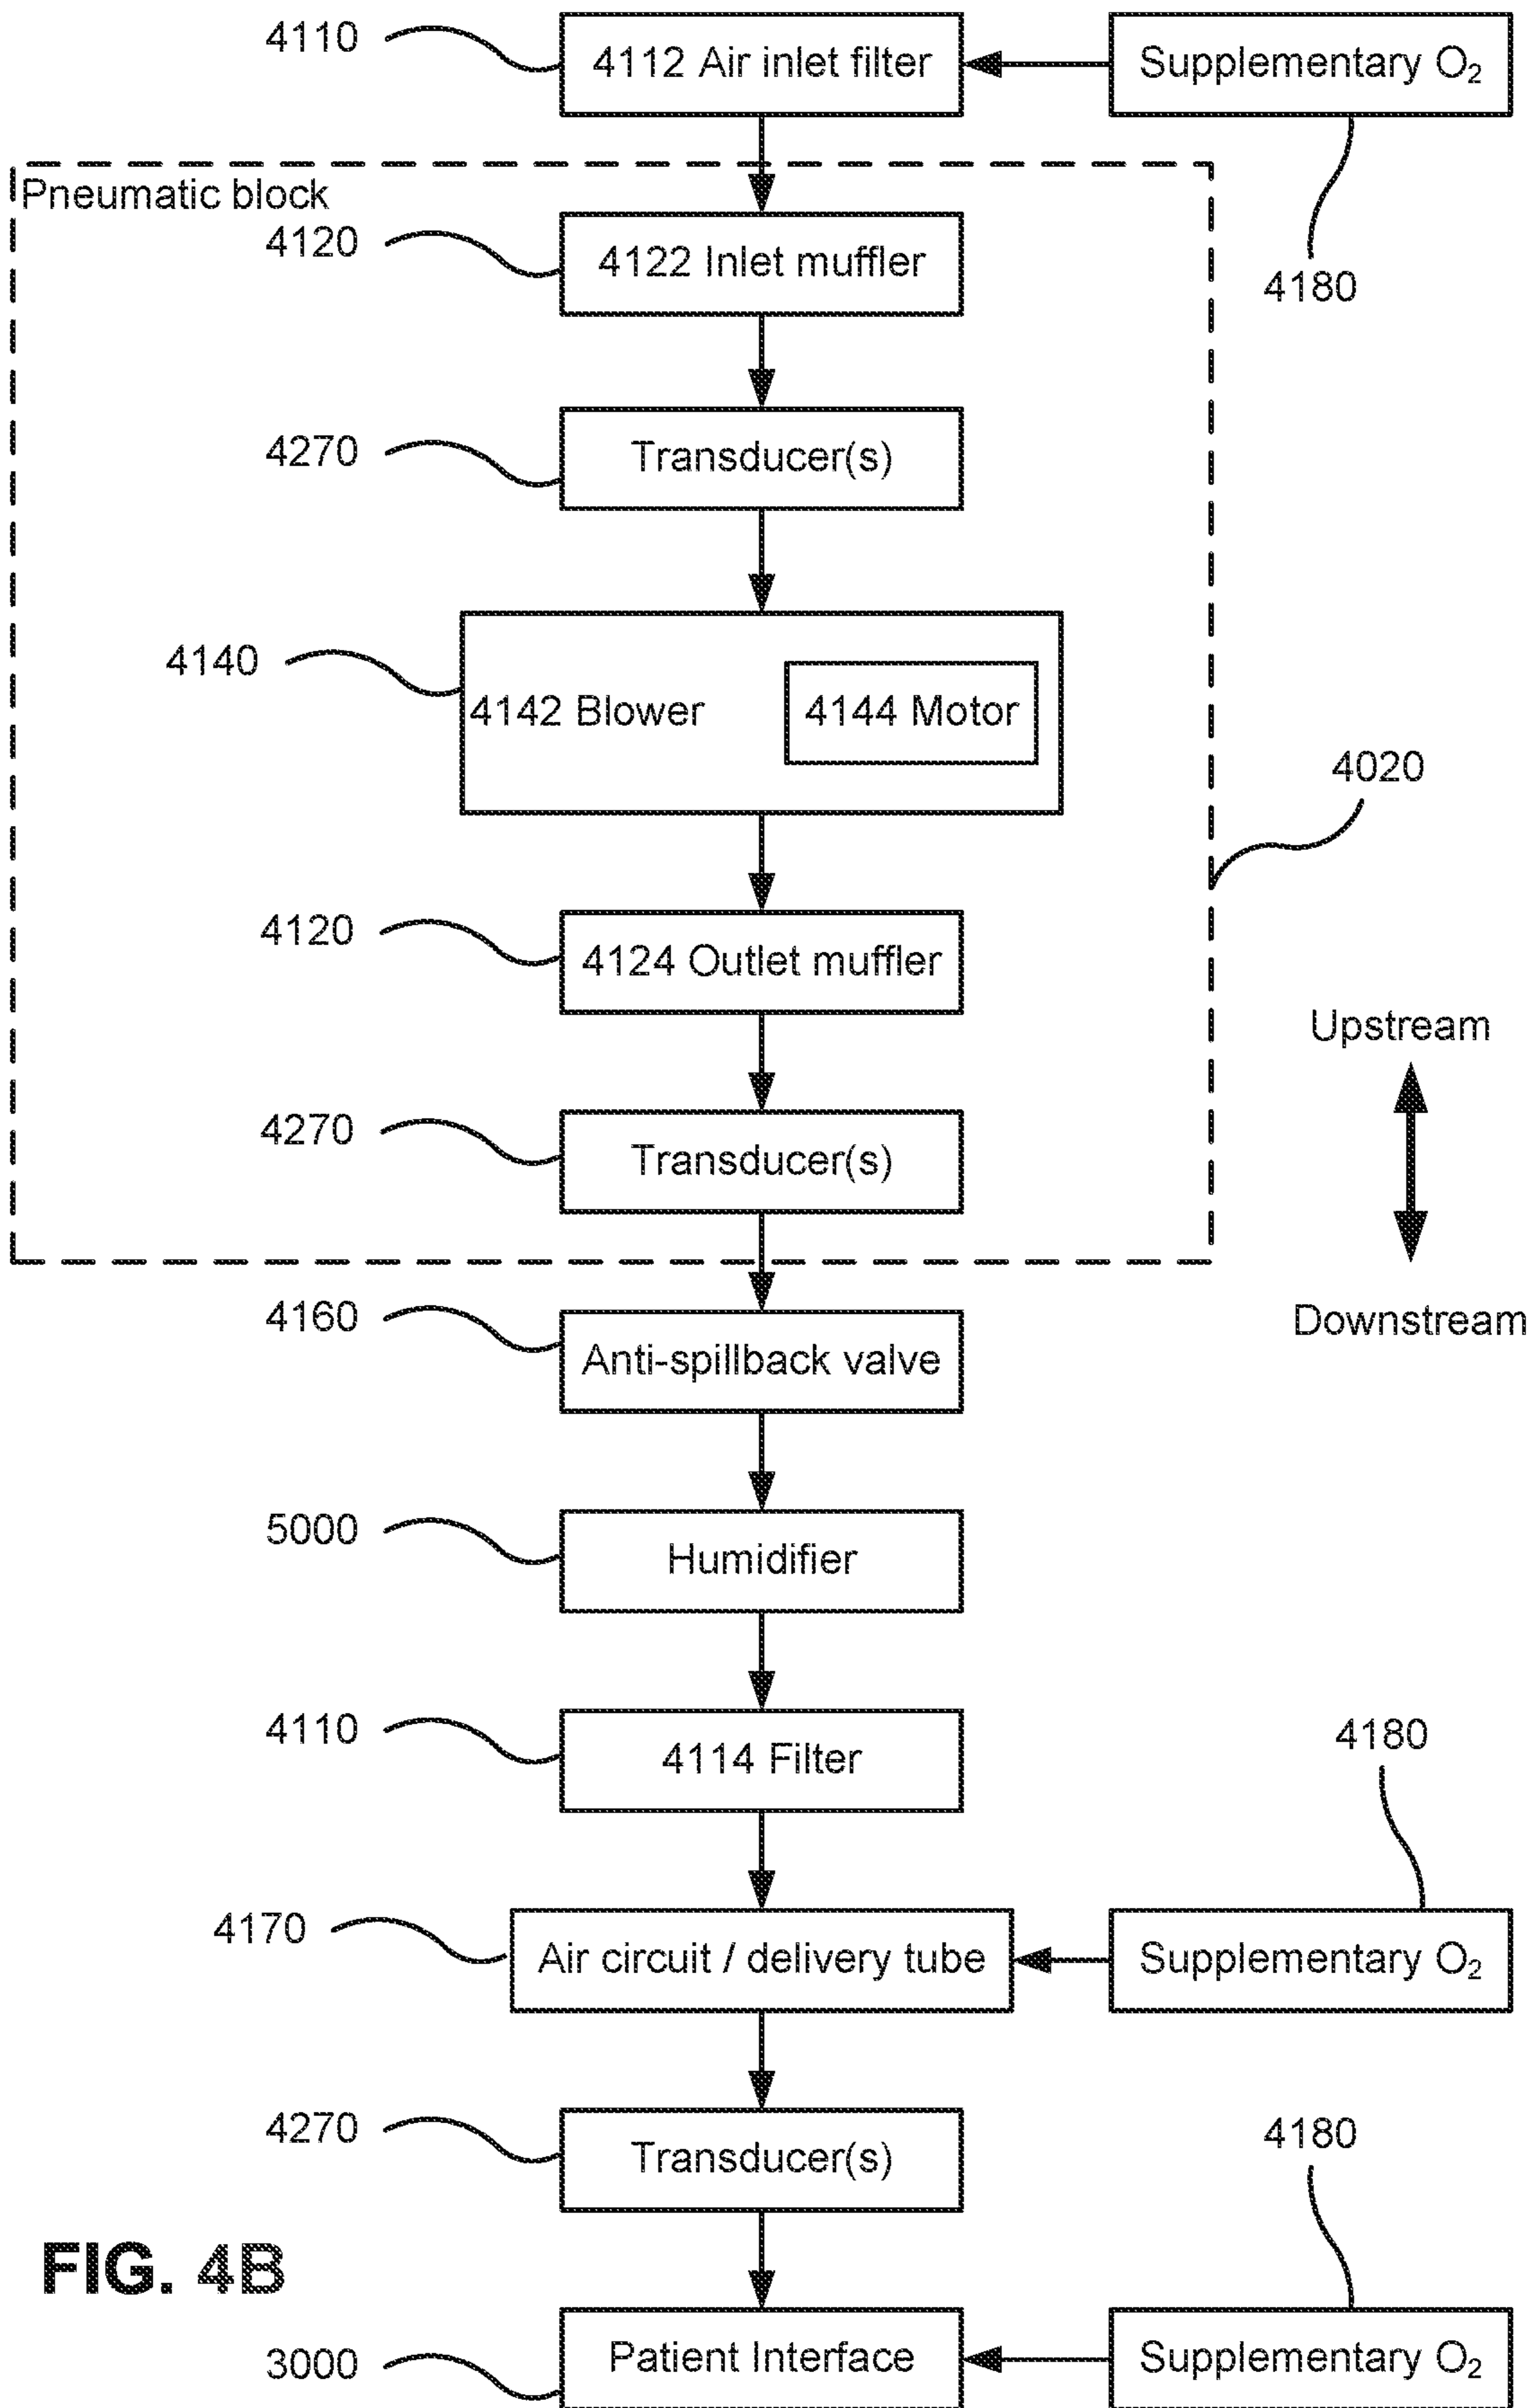 4110
4112 Air inlet filter
Supplementary O₂
Pneumatic block
4120
4122 Inlet muffler
4180
4270
Transducer(s)
4140
4142 Blower
4144 Motor
4020
4120
4124 Outlet muffler
Upstream
4270
Transducer(s)
Downstream
4160
Anti-spillback valve
5000
Humidifier
4110
4114 Filter
4180
4170
Air circuit / delivery tube
Supplementary O₂
4270
Transducer(s)
4180
FIG. 4B
3000
Patient Interface
Supplementary O₂